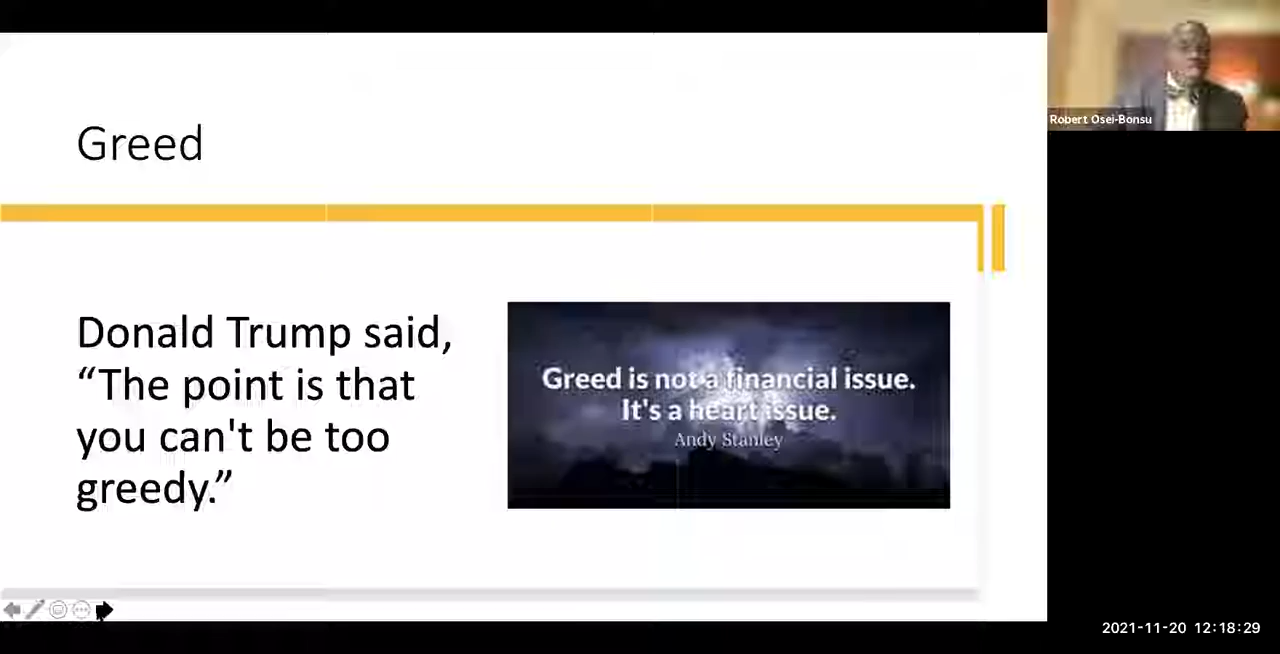 Greed
Donald Trump said,
“The point is that
you can't be too
greedy.”
Greed is not a financial issue.
It's a heart issue.
Andy Stanley
Robert Osei-Bonsu
2021-11-20 12:18:29